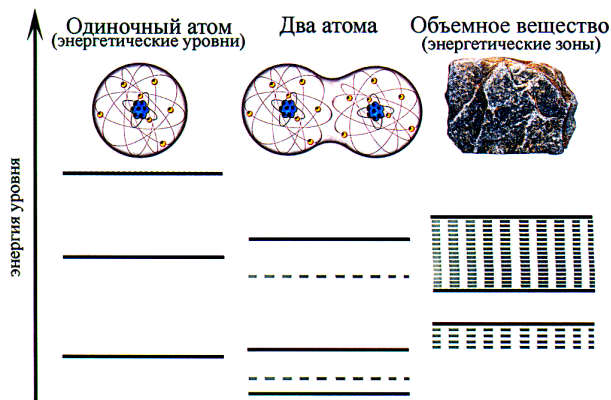 Одиночный атом
(энергетические уровни)
Два атома
Объемное вещество
(энергетические зоны)
энергия уровня